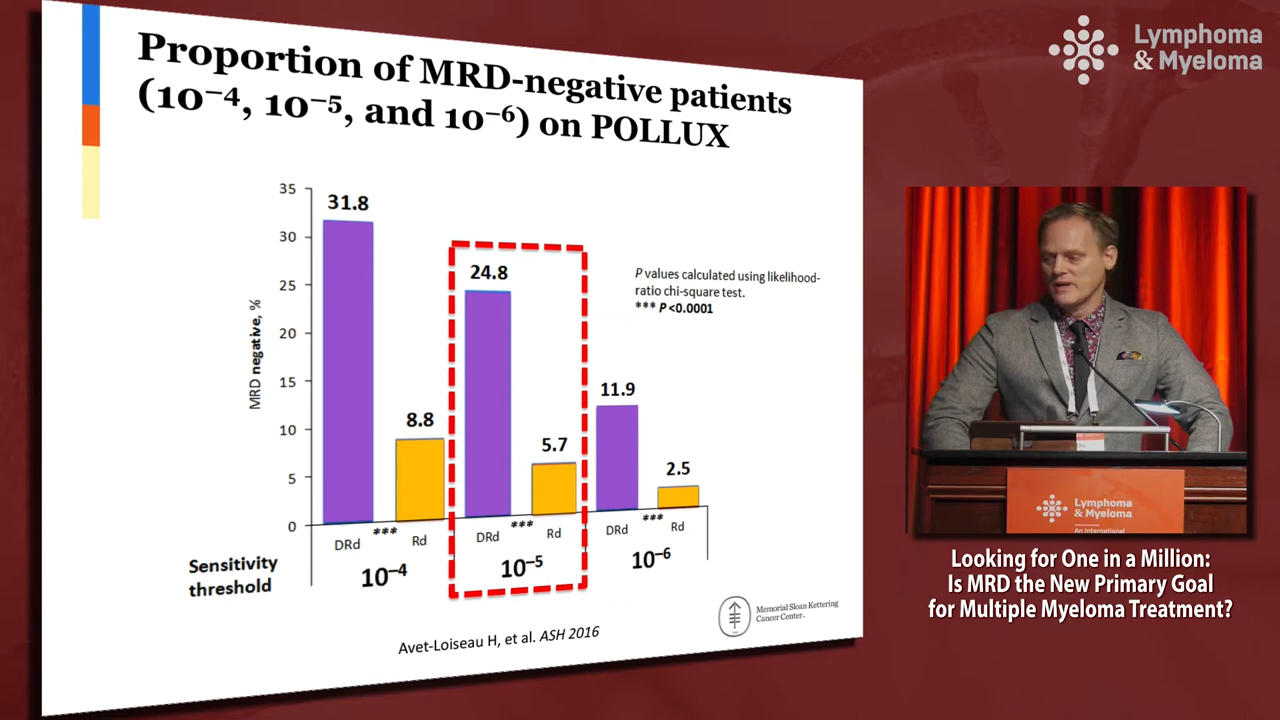 Proportion of MRD-negative patients
(10–4, 10–5, and 10–6) on POLLUX
35
30
25
20
15
10
5
0
MRD negative, %
31.8
8.8
24.8
5.7
11.9
2.5
P values calculated using likelihood-
ratio chi-square test.
*** P <0.0001
DRd
***
Rd
DRd
***
Rd
DRd
***
Rd
Sensitivity
threshold
10–4
10–5
10–6
Memorial Sloan Kettering
Cancer Center
Avet-Loiseau H, et al. ASH 2016
Lymphoma
& Myeloma
Lymphoma
& Myeloma
An International
Looking for One in a Million:
Is MRD the New Primary Goal
for Multiple Myeloma Treatment?